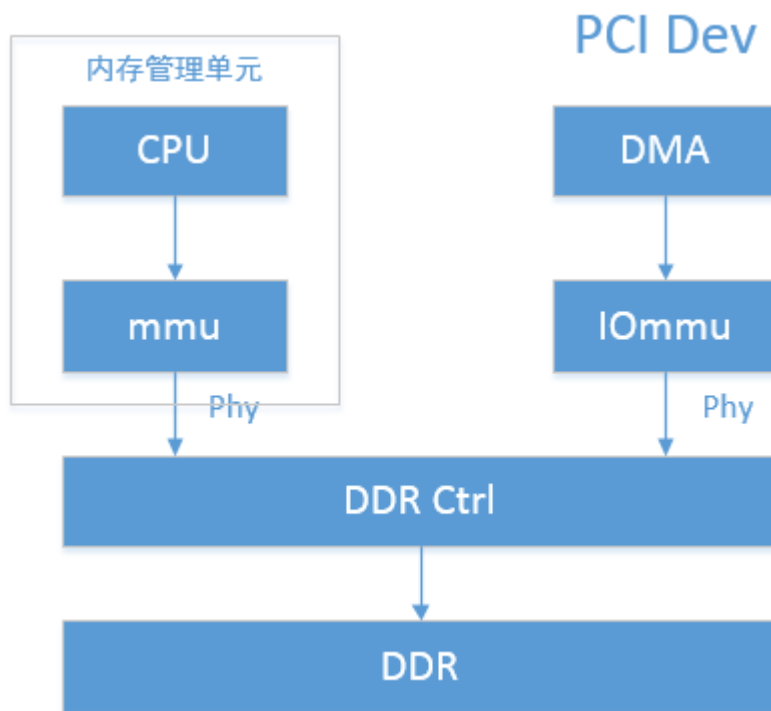 PCI Dev
内存管理单元
CPU
DMA
mmu
IOmmu
Phy
Phy
DDR Ctrl
DDR